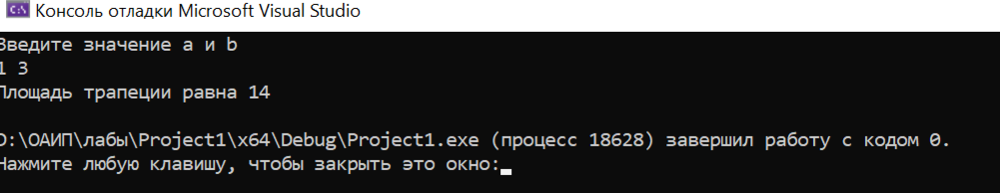 Консоль отладки Microsoft Visual Studio
Введите значение a и b
1 3
Площадь трапеции равна 14
D:\ОАИП\лабы\Project1\x64\Debug\Project1.exe (процесс 18628) завершил работу с кодом 0.
Нажмите любую клавишу, чтобы закрыть это окно: